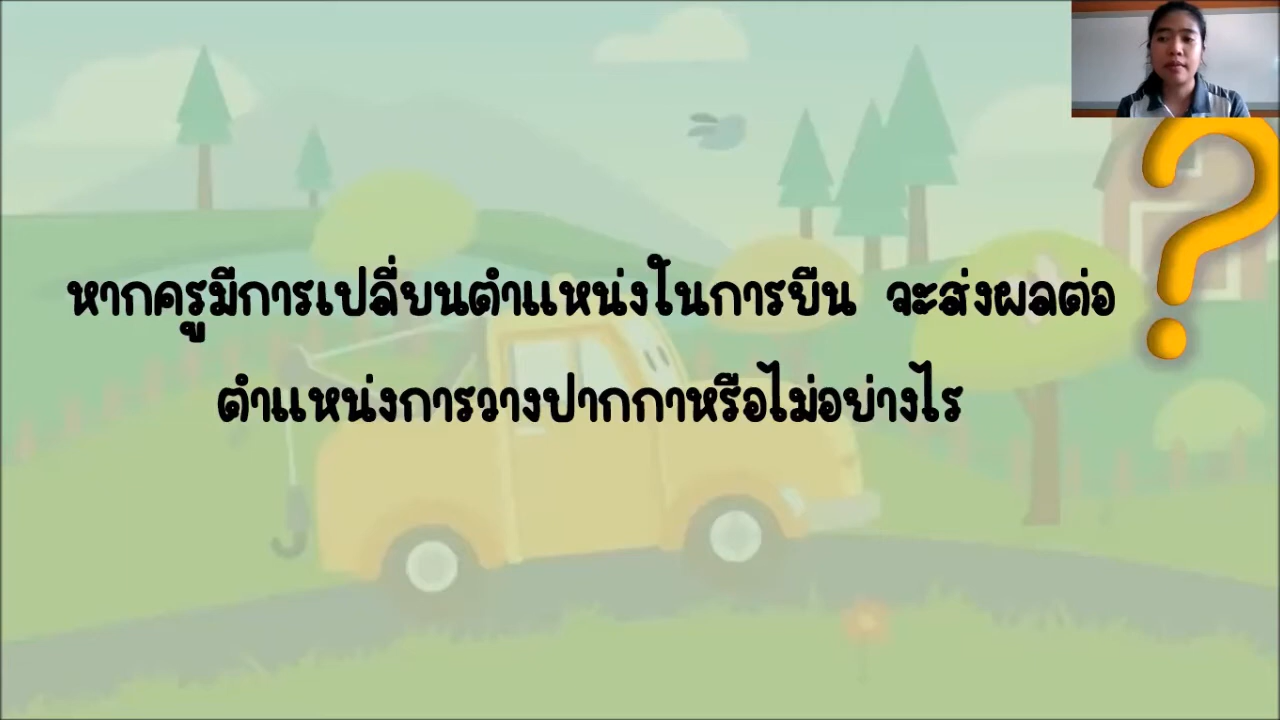 หากครูมีการเปลี่ยนตำแหน่งในการยืน จะส่งผลต่อ
ตำแหน่งการวางปากกาหรือไม่อย่างไร
?